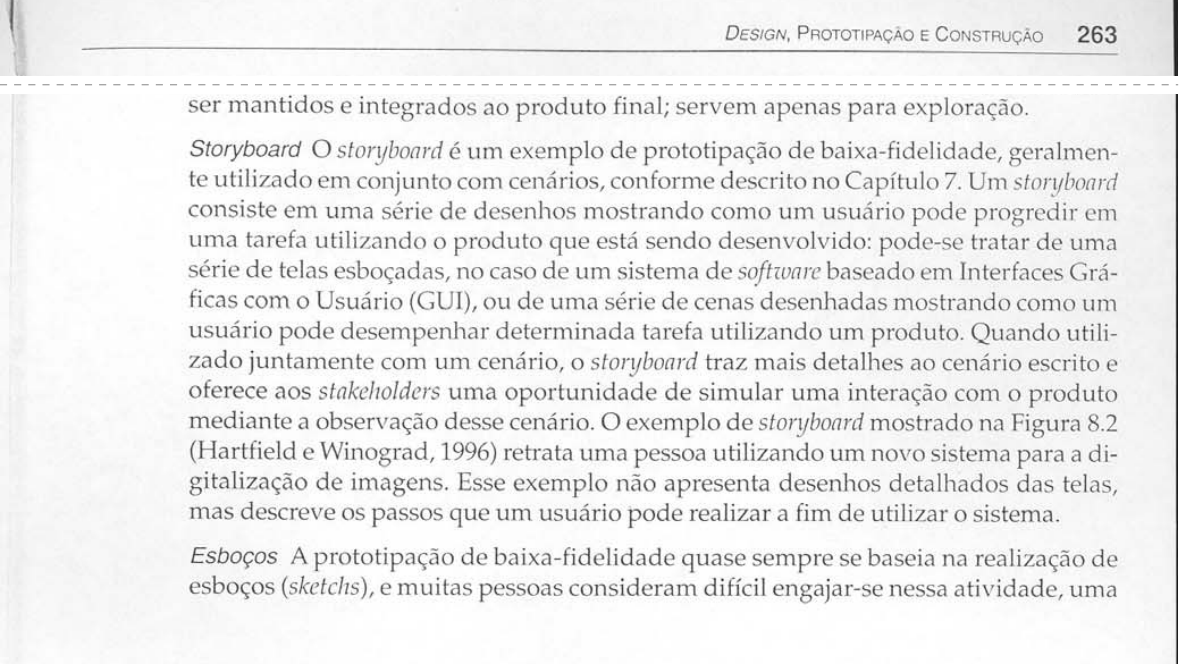 DESIGN, PROTOTIPAÇÃO E CONSTRUÇÃO 263
ser mantidos e integrados ao produto final; servem apenas para exploração.
Storyboard O storyboard é um exemplo de prototipação de baixa-fidelidade, geralmen-
te utilizado em conjunto com cenários, conforme descrito no Capítulo 7. Um storyboard
consiste em uma série de desenhos mostrando como um usuário pode progredir em
uma tarefa utilizando o produto que está sendo desenvolvido: pode-se tratar de uma
série de telas esboçadas, no caso de um sistema de software baseado em Interfaces Grá-
ficas com o Usuário (GUI), ou de uma série de cenas desenhadas mostrando como um
usuário pode desempenhar determinada tarefa utilizando um produto. Quando utili-
zado juntamente com um cenário, o storyboard traz mais detalhes ao cenário escrito e
oferece aos stakeholders uma oportunidade de simular uma interação com o produto
mediante a observação desse cenário. O exemplo de storyboard mostrado na Figura 8.2
(Hartfield e Winograd, 1996) retrata uma pessoa utilizando um novo sistema para a di-
gitalização de imagens. Esse exemplo não apresenta desenhos detalhados das telas,
mas descreve os passos que um usuário pode realizar a fim de utilizar o sistema.
Esboços A prototipação de baixa-fidelidade quase sempre se baseia na realização de
esboços (sketchs), e muitas pessoas consideram difícil engajar-se nessa atividade, uma